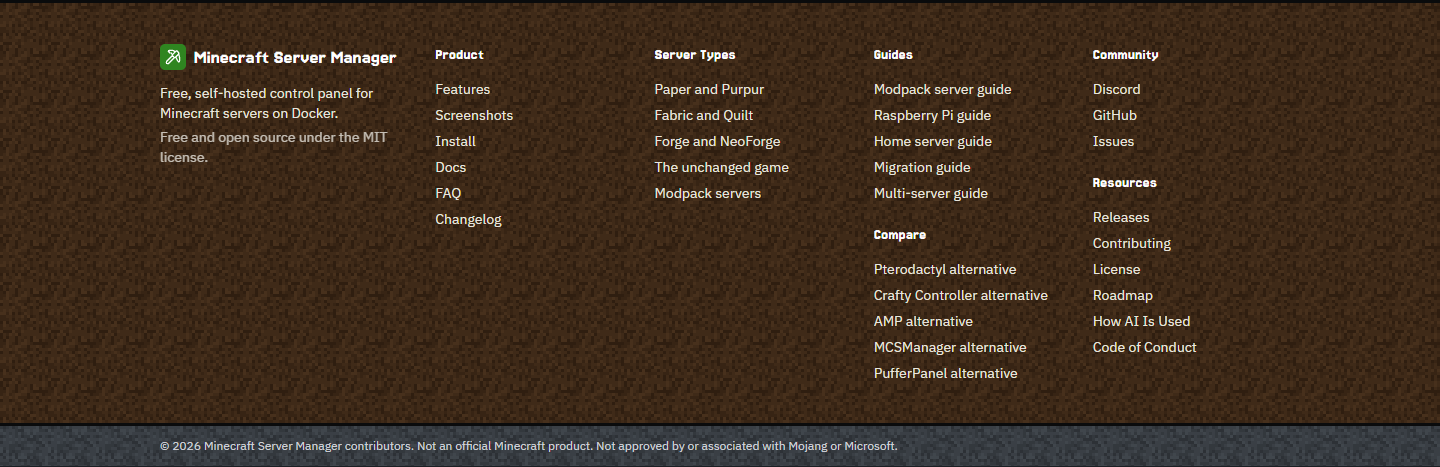 Minecraft Server Manager
Free, self-hosted control panel for
Minecraft servers on Docker.
Free and open source under the MIT
license.
Product
Features
Screenshots
Install
Docs
FAQ
Changelog
Server Types
Paper and Purpur
Fabric and Quilt
Forge and NeoForge
The unchanged game
Modpack servers
Guides
Modpack server guide
Raspberry Pi guide
Home server guide
Migration guide
Multi-server guide
Compare
Pterodactyl alternative
Crafty Controller alternative
AMP alternative
MCSManager alternative
PufferPanel alternative
Community
Discord
GitHub
Issues
Resources
Releases
Contributing
License
Roadmap
How AI Is Used
Code of Conduct
© 2026 Minecraft Server Manager contributors. Not an official Minecraft product. Not approved by or associated with Mojang or Microsoft.